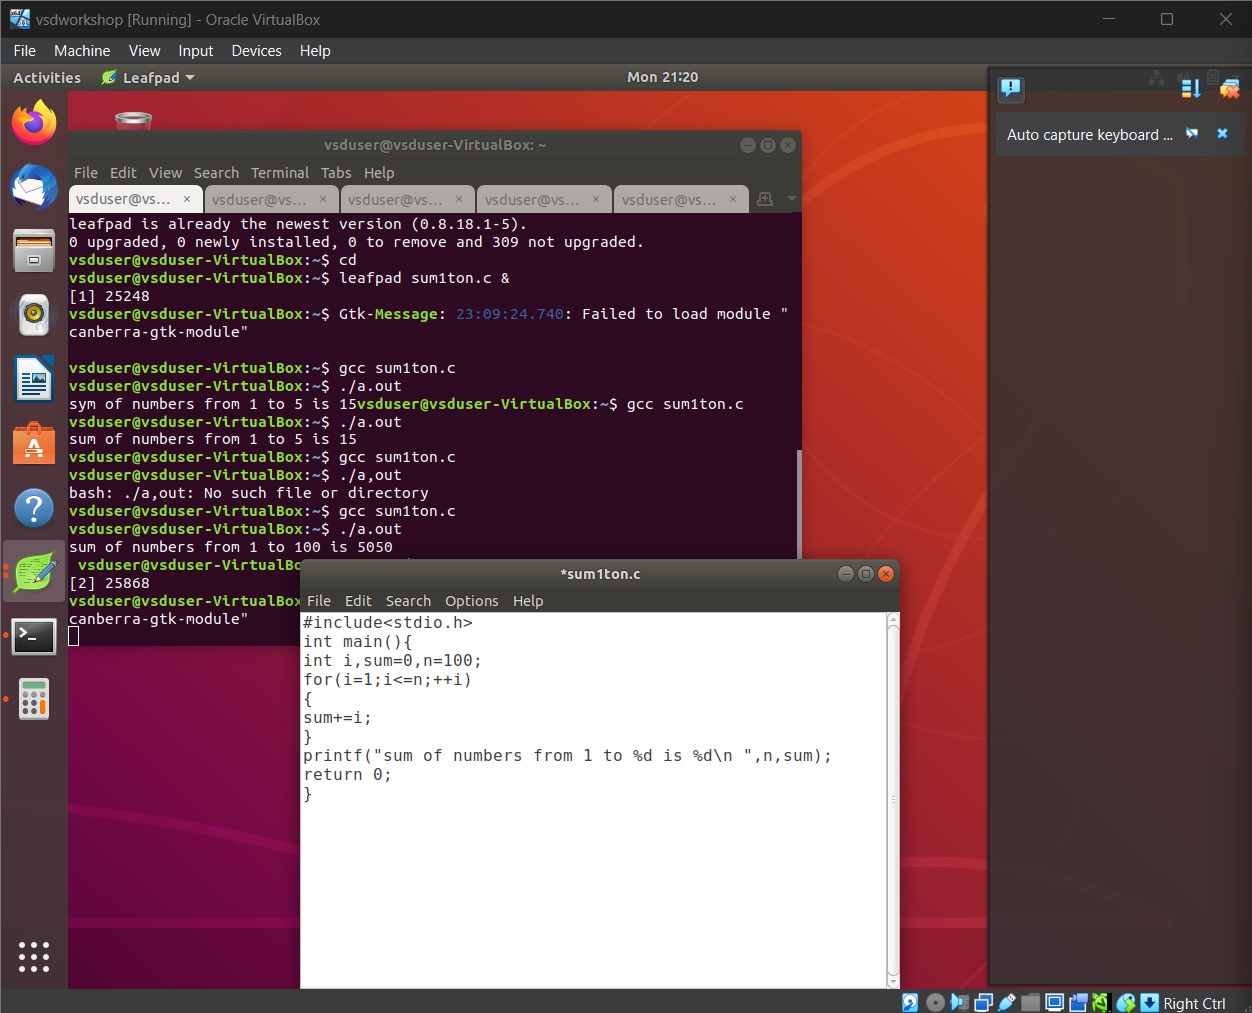 vsdworkshop [Running] - Oracle VirtualBox
File Machine View Input Devices Help
Activities Leafpad Mon 21:20
Auto capture keyboard ...
vsduser@vsduser-VirtualBox: ~
File Edit View Search Terminal Tabs Help
vsduser@vs... × vsduser@vs... × vsduser@vs... × vsduser@vs... × vsduser@vs... ×
leafpad is already the newest version (0.8.18.1-5).
0 upgraded, 0 newly installed, 0 to remove and 309 not upgraded.
vsduser@vsduser-VirtualBox:~$ cd
vsduser@vsduser-VirtualBox:~$ leafpad sum1ton.c &
[1] 25248
vsduser@vsduser-VirtualBox:~$ Gtk-Message: 23:09:24.740: Failed to load module "
canberra-gtk-module"
vsduser@vsduser-VirtualBox:~$ gcc sum1ton.c
vsduser@vsduser-VirtualBox:~$ ./a.out
sym of numbers from 1 to 5 is 15vsduser@vsduser-VirtualBox:~$ gcc sum1ton.c
vsduser@vsduser-VirtualBox:~$ ./a.out
sum of numbers from 1 to 5 is 15
vsduser@vsduser-VirtualBox:~$ gcc sum1ton.c
vsduser@vsduser-VirtualBox:~$ ./a,out
bash: ./a,out: No such file or directory
vsduser@vsduser-VirtualBox:~$ gcc sum1ton.c
vsduser@vsduser-VirtualBox:~$ ./a.out
sum of numbers from 1 to 100 is 5050
vsduser@vsduser-VirtualBo
[2] 25868
vsduser@vsduser-VirtualBox
canberra-gtk-module"
*sum1ton.c
File Edit Search Options Help
#include<stdio.h>
int main(){
int i,sum=0,n=100;
for(i=1;i<=n;++i)
{
sum+=i;
}
printf("sum of numbers from 1 to %d is %d\n ",n,sum);
return 0;
}
Right Ctrl